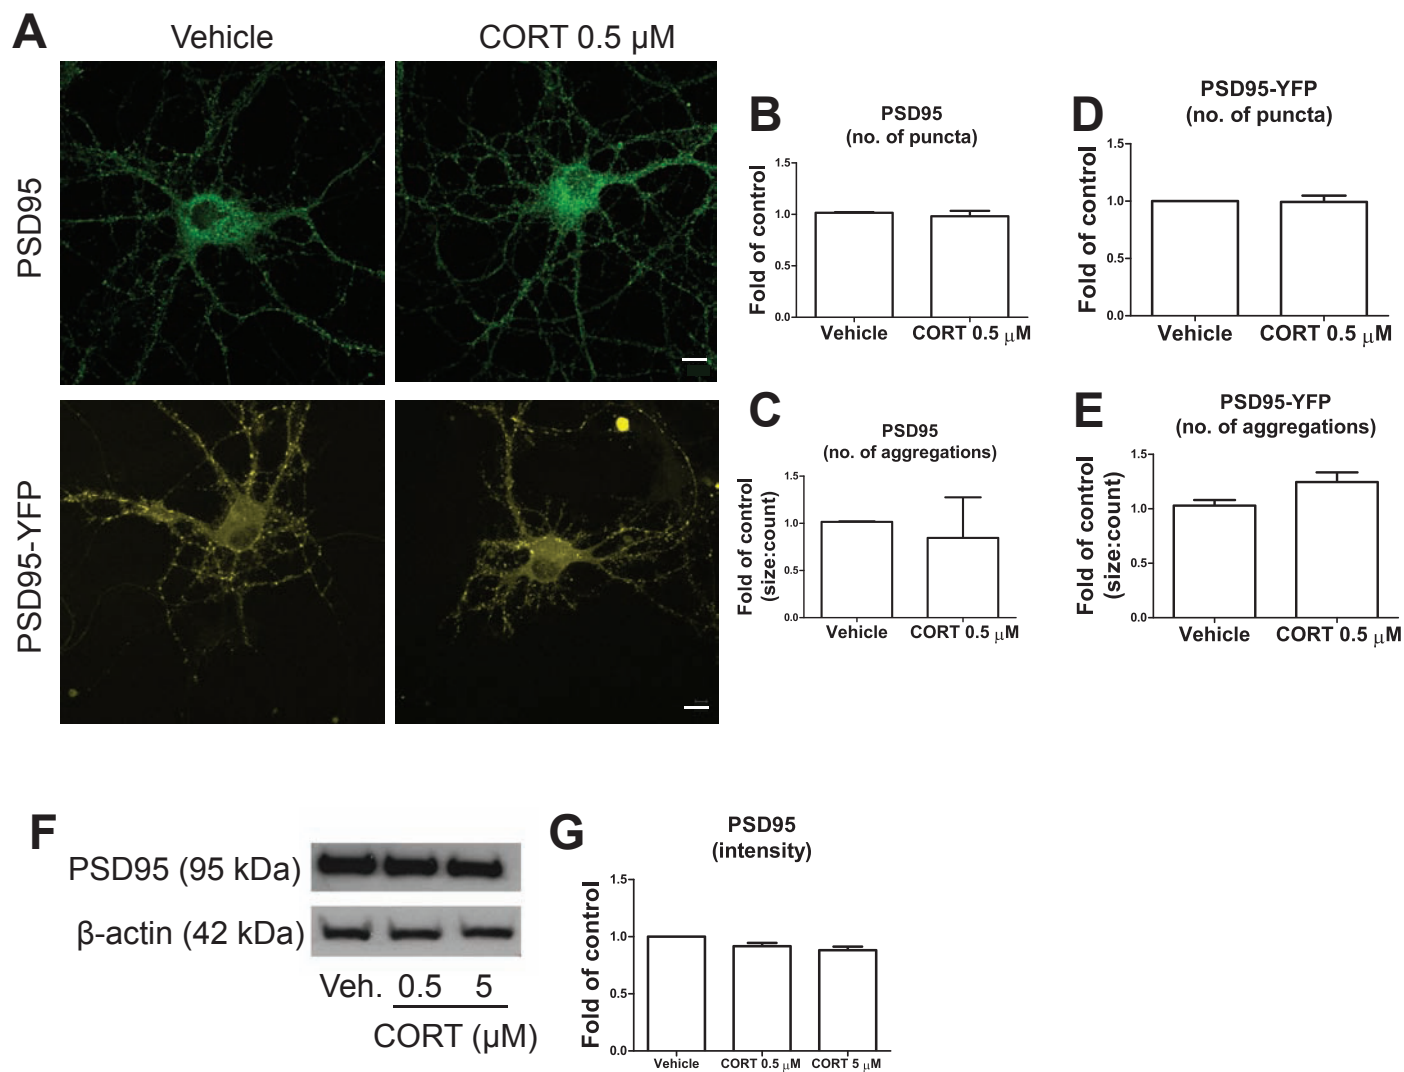 A
Vehicle
CORT 0.5 µM
PSD95
PSD95-YFP
B
PSD95
(no. of puncta)
Fold of control
1.5
1.0
0.5
0.0
Vehicle
CORT 0.5 µM
D
PSD95-YFP
(no. of puncta)
Fold of control
1.5
1.0
0.5
0.0
Vehicle
CORT 0.5 µM
C
PSD95
(no. of aggregations)
Fold of control
(size:count)
1.5
1.0
0.5
0.0
Vehicle
CORT 0.5 µM
E
PSD95-YFP
(no. of aggregations)
Fold of control
(size:count)
1.5
1.0
0.5
0.0
Vehicle
CORT 0.5 µM
F
PSD95 (95 kDa)
β-actin (42 kDa)
Veh. 0.5 5
CORT (µM)
G
PSD95
(intensity)
Fold of control
1.5
1.0
0.5
0.0
Vehicle
CORT 0.5 µM
CORT 5 µM